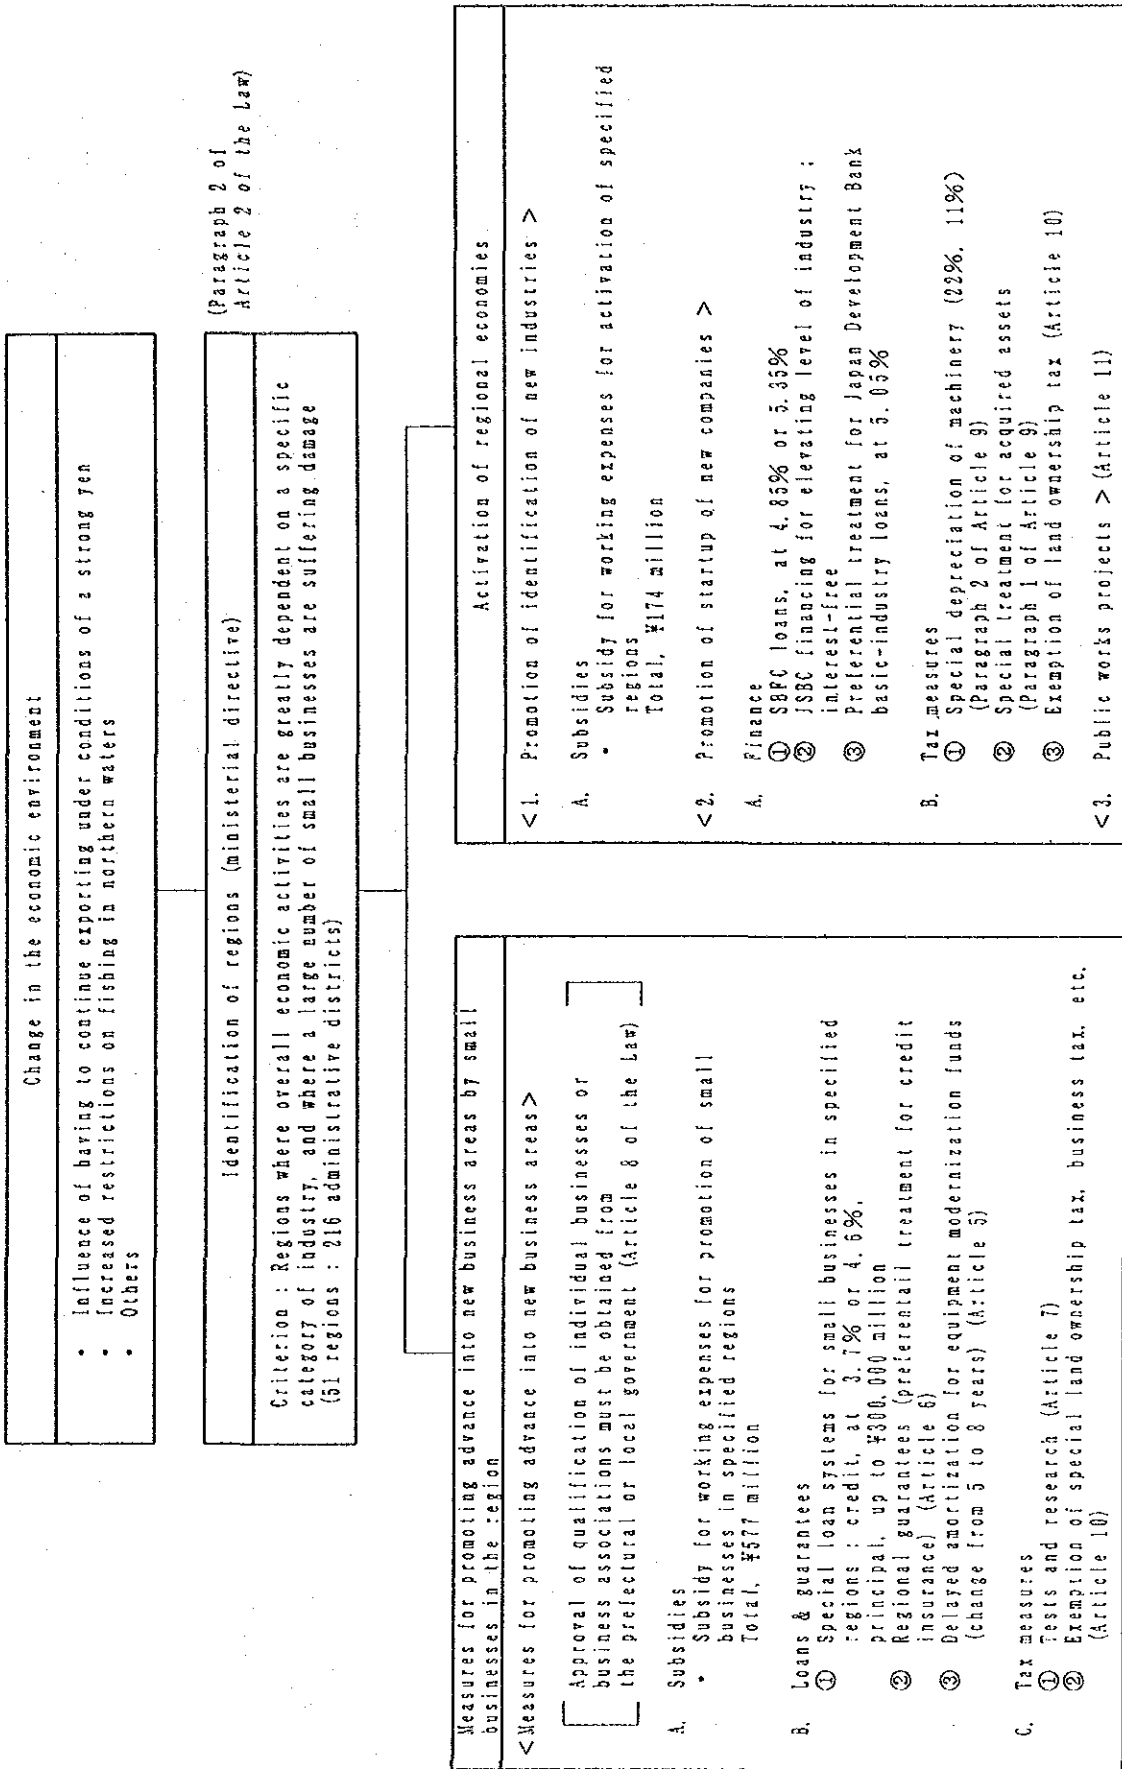 Change in the economic environment
• Influence of having to continue exporting under conditions of a strong yen
• Increased restrictions on fishing in northern waters
• Others
Identification of regions (ministerial directive)
(Paragraph 2 of
Article 2 of the Law)
Criterion : Regions where overall economic activities are greatly dependent on a specific
category of industry, and where a large number of small businesses are suffering damage
(51 regions : 216 administrative districts)
Measures for promoting advance into new business areas by small
businesses in the region
<Measures for promoting advance into new business areas>
Approval of qualification of individual businesses or
business associations must be obtained from
the prefectural or local government (Article 8 of the Law)
A. Subsidies
• Subsidy for working expenses for promotion of small
businesses in specified regions
Total, ¥577 million
B. Loans & guarantees
① Special loan systems for small businesses in specified
regions : credit, at 3.7% or 4.6%,
principal, up to ¥300,000 million
② Regional guarantees (preferentail treatment for credit
insurance) (Article 6)
③ Delayed amortization for equipment modernization funds
(change from 5 to 8 years) (Article 5)
C. Tax measures
① Tests and research (Article 7)
② Exemption of special land ownership tax, business tax, etc.
(Article 10)
Activation of regional economies
<1. Promotion of identification of new industries >
A. Subsidies
• Subsidy for working expenses for activation of specified
regions
Total, ¥174 million
<2. Promotion of startup of new companies >
A. Finance
① SBFC loans, at 4.85% or 5.35%
② JSBC financing for elevating level of industry ;
interest-free
③ Preferential treatment for Japan Development Bank
basic-industry loans, at 5.05%
B. Tax measures
① Special depreciation of machinery (22%, 11%)
(Paragraph 2 of Article 9)
② Special treatment for acquired assets
(Paragraph 1 of Article 9)
③ Exemption of land ownership tax (Article 10)
<3. Public works projects > (Article 11)